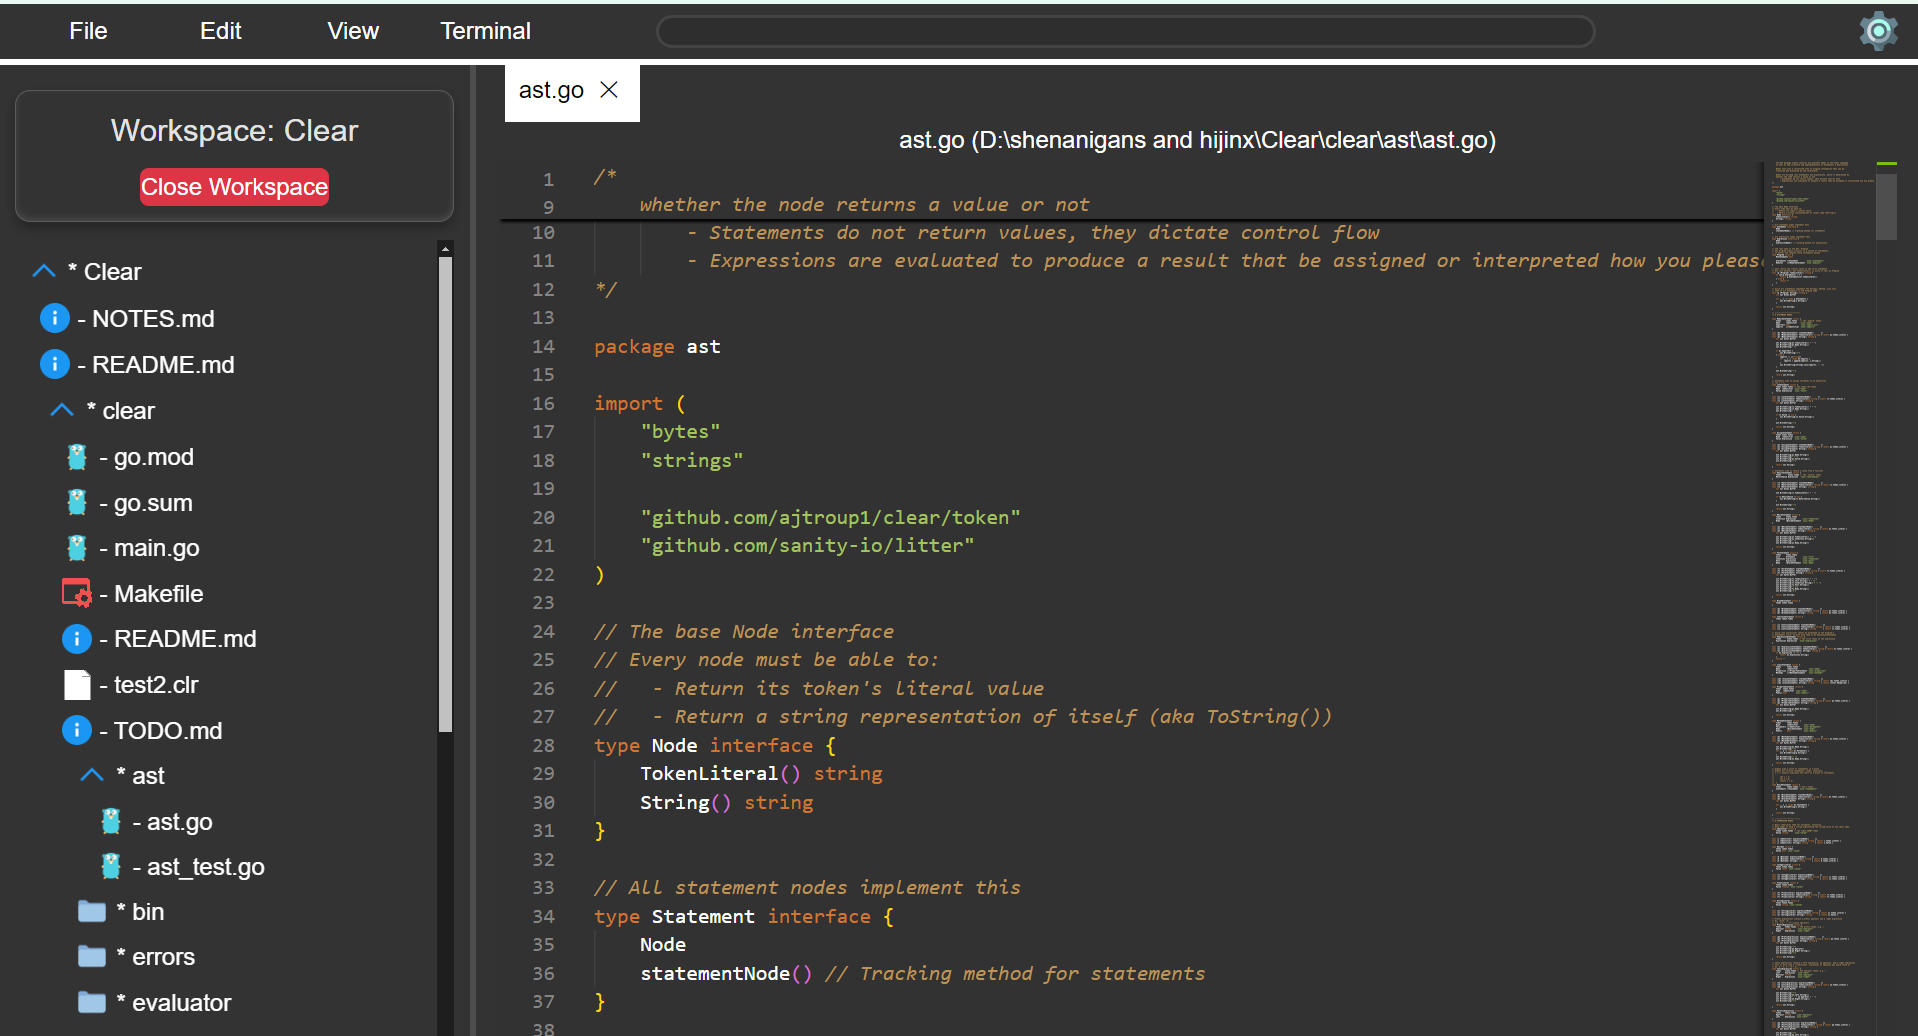 File Edit View Terminal
Workspace: Clear
Close Workspace
* Clear
- NOTES.md
- README.md
* clear
- go.mod
- go.sum
- main.go
- Makefile
- README.md
- test2.clr
- TODO.md
* ast
- ast.go
- ast_test.go
* bin
* errors
* evaluator
ast.go
ast.go (D:\shenanigans and hijinx\Clear\clear\ast\ast.go)
1 /*
9 whether the node returns a value or not
10 - Statements do not return values, they dictate control flow
11 - Expressions are evaluated to produce a result that be assigned or interpreted how you pleas
12 */
13
14 package ast
15
16 import (
17 "bytes"
18 "strings"
19
20 "github.com/ajtroup1/clear/token"
21 "github.com/sanity-io/litter"
22 )
23
24 // The base Node interface
25 // Every node must be able to:
26 // - Return its token's literal value
27 // - Return a string representation of itself (aka ToString())
28 type Node interface {
29 TokenLiteral() string
30 String() string
31 }
32
33 // All statement nodes implement this
34 type Statement interface {
35 Node
36 statementNode() // Tracking method for statements
37 }
38